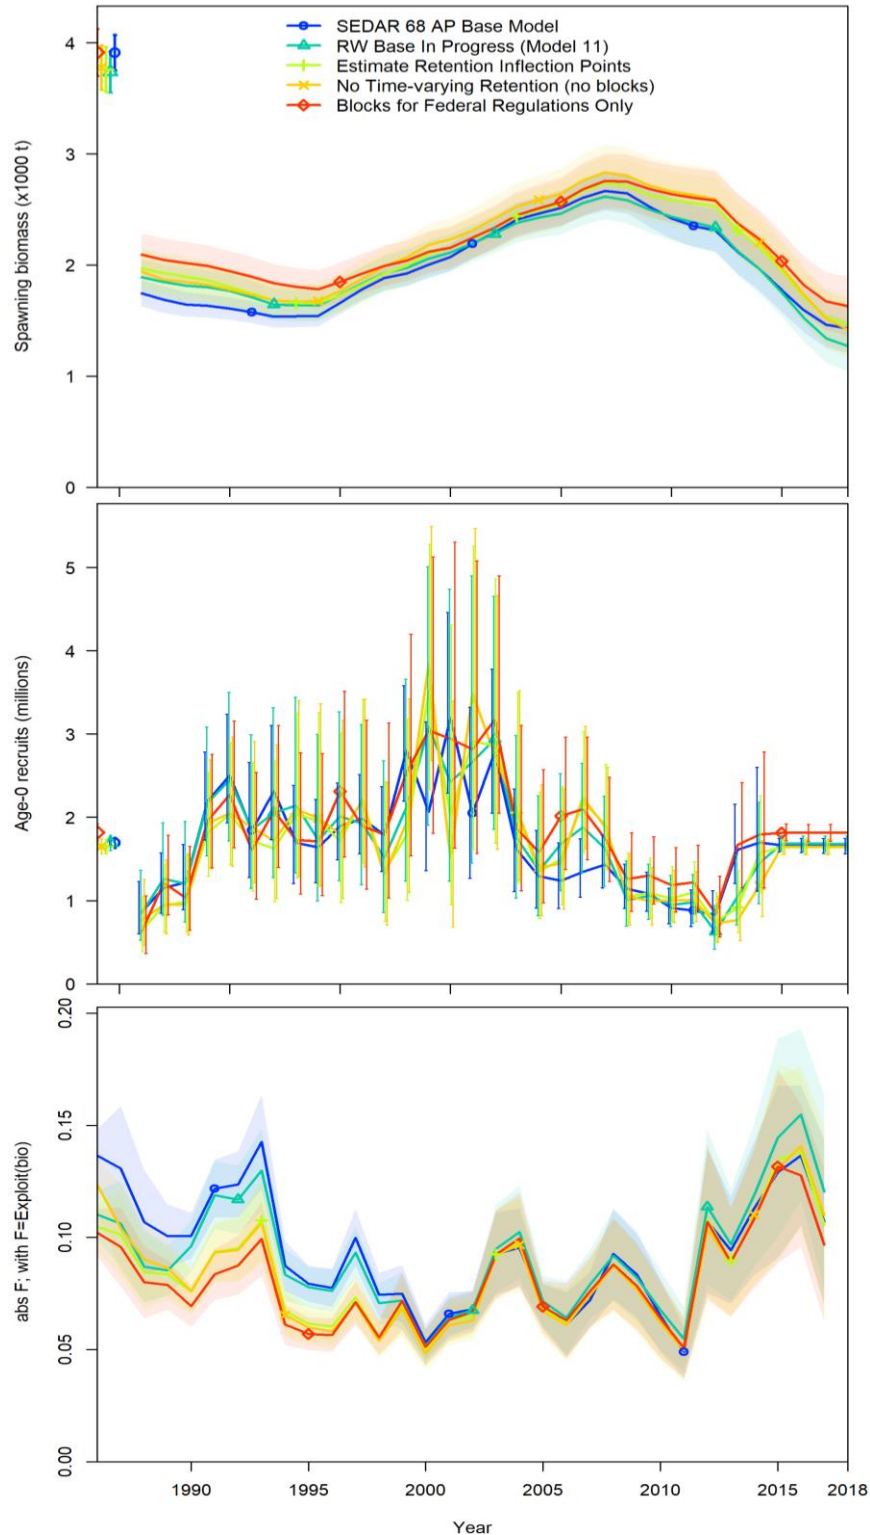 SEDAR 68 AP Base Model
RW Base In Progress (Model 11)
Estimate Retention Inflection Points
No Time-varying Retention (no blocks)
Blocks for Federal Regulations Only
Spawning biomass (x1000 t)
4
3
2
1
0
Age-0 recruits (millions)
5
4
3
2
1
0
abs F; with F=Exploit(bio)
0.20
0.15
0.10
0.05
0.00
1990 1995 2000 2005 2010 2015 2018
Year